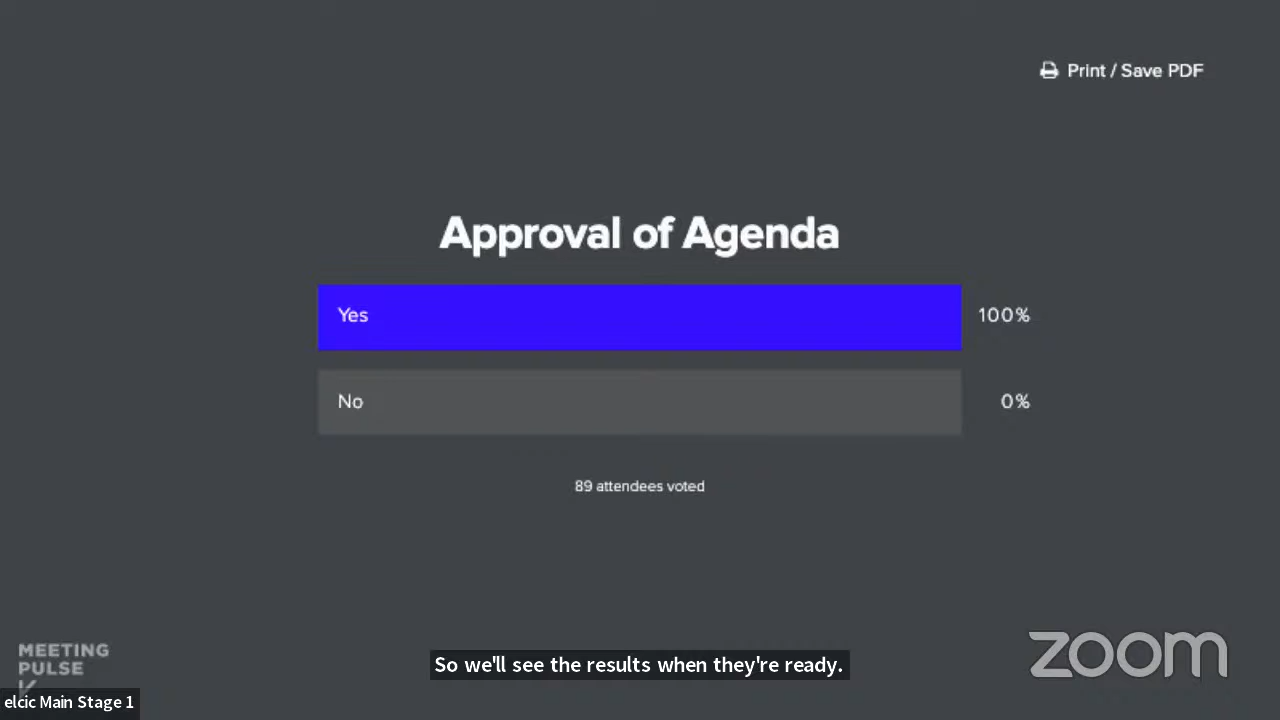 Print / Save PDF
Approval of Agenda
Yes
100%
No
0%
89 attendees voted
MEETING
PULSE
So we'll see the results when they're ready.
zoom
elcic Main Stage 1